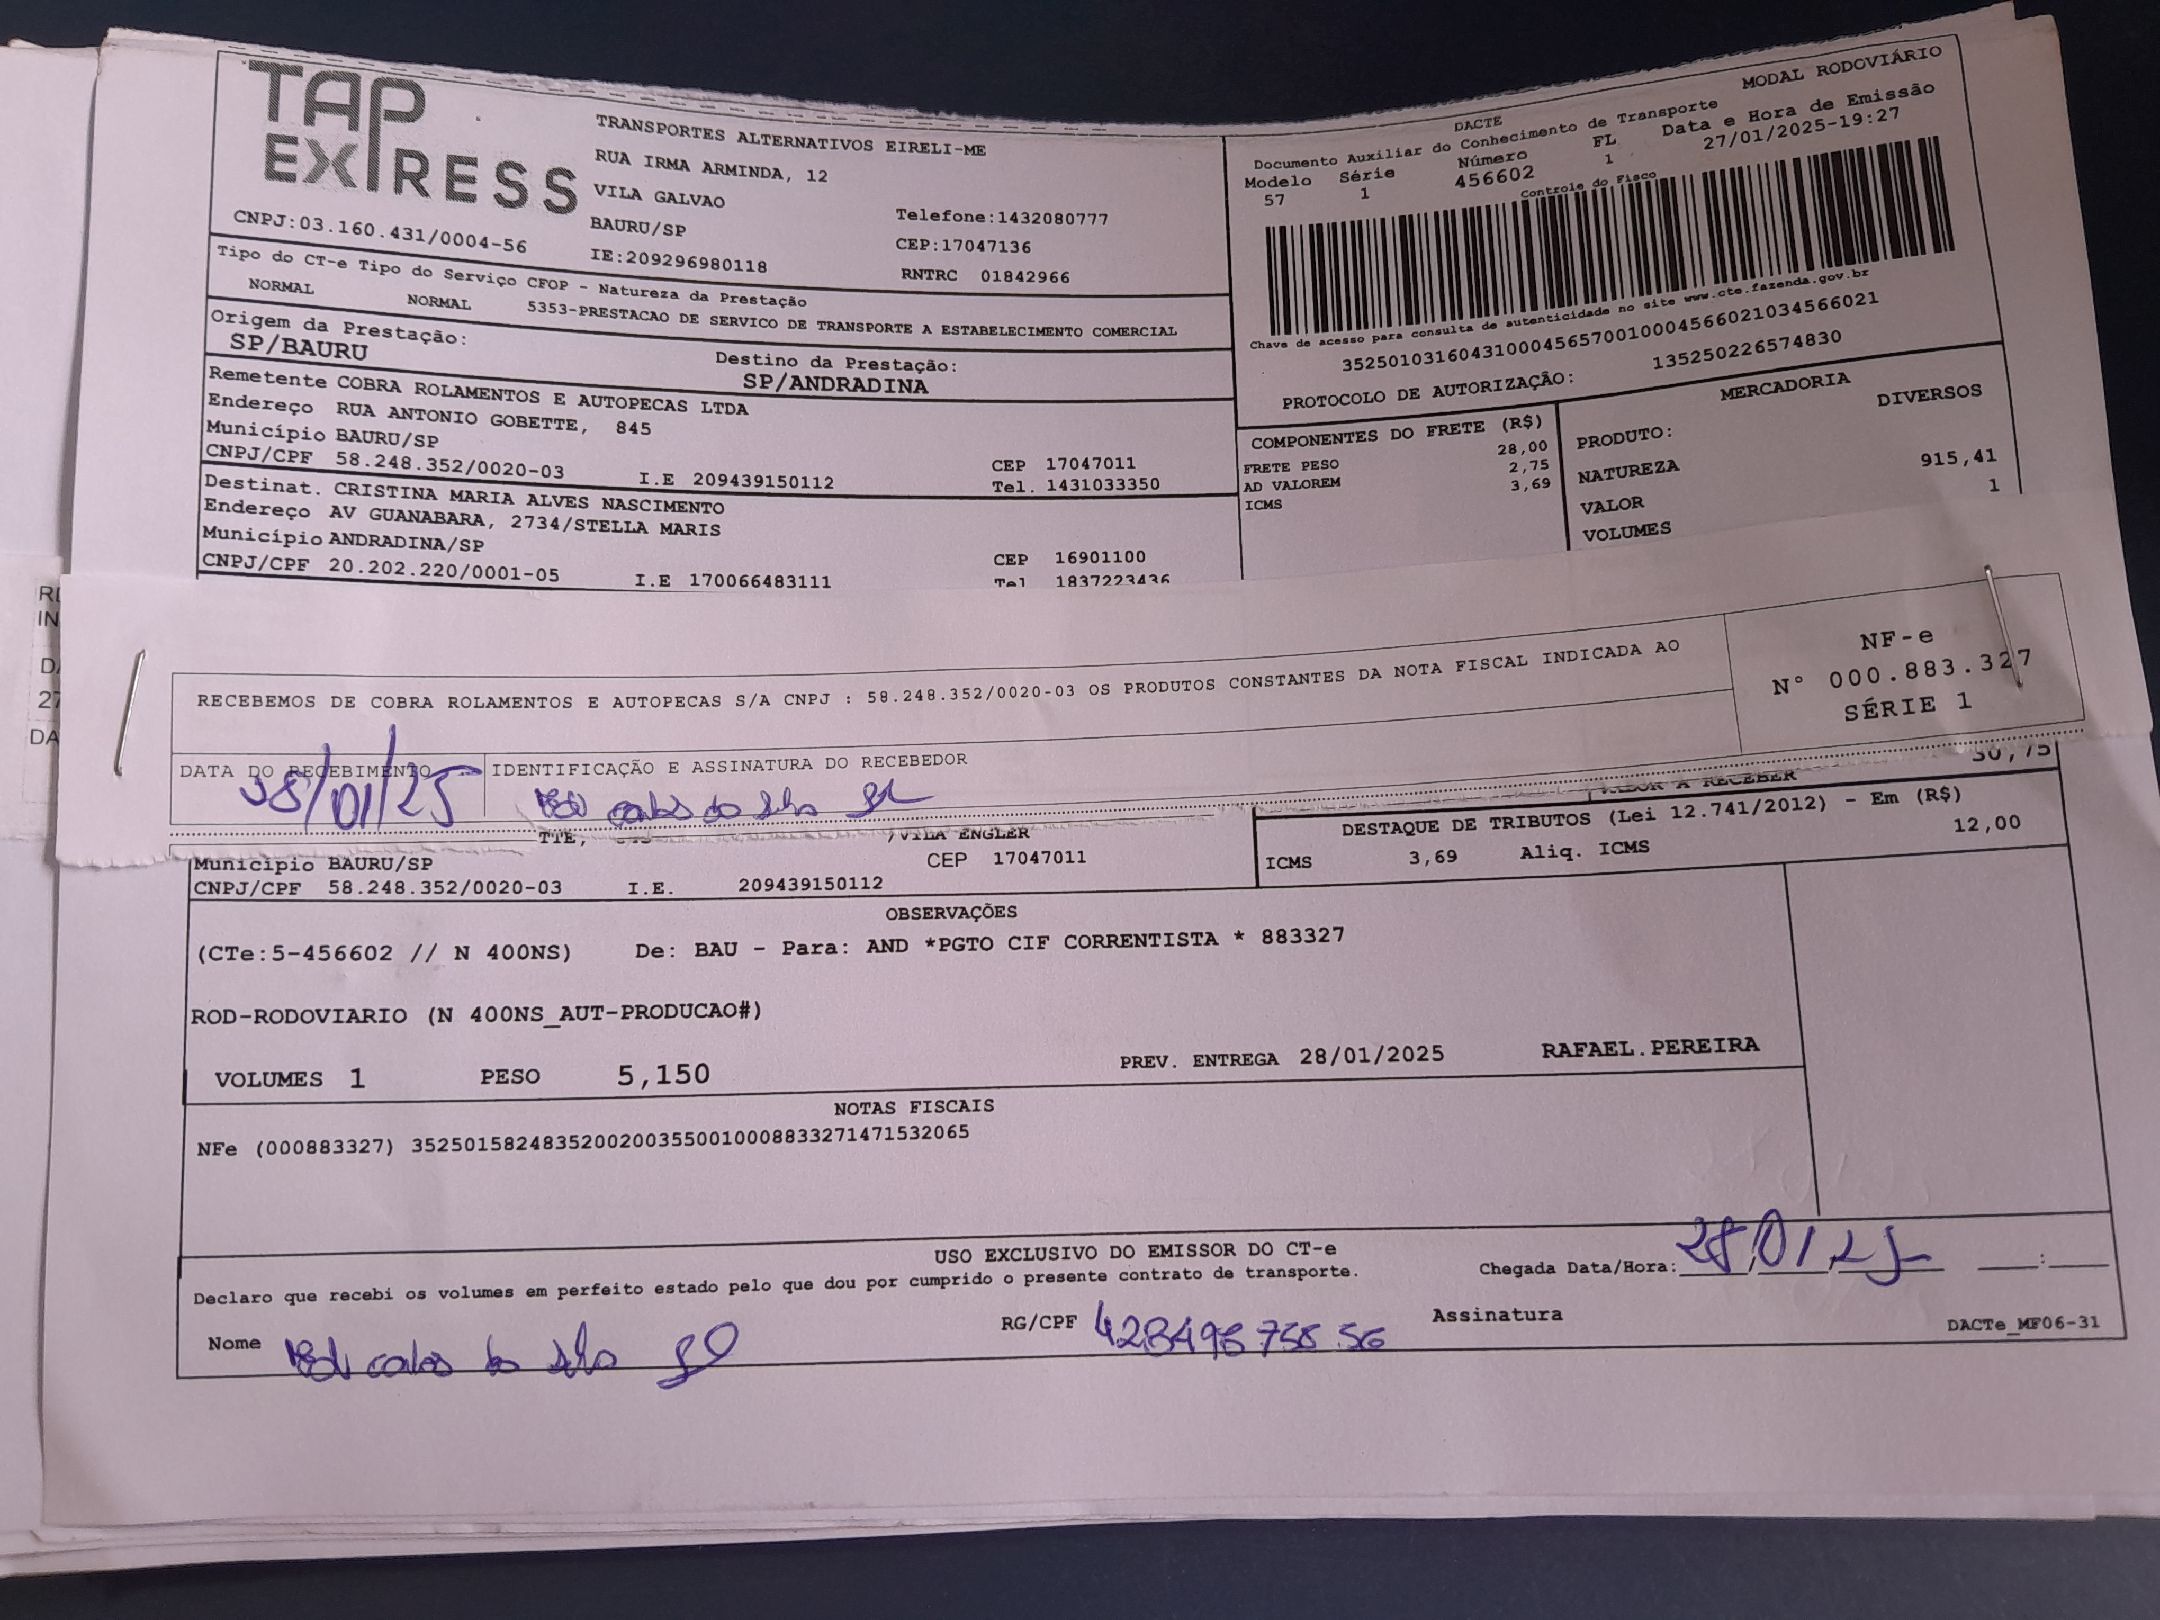 TAP
EXPRESS
TRANSPORTES ALTERNATIVOS EIRELI-ME
RUA IRMA ARMINDA, 12
VILA GALVAO
BAURU/SP
Telefone:1432080777
CEP:17047136
CNPJ:03.160.431/0004-56
IE:209296980118
RNTRC 01842966
MODAL RODOVIÁRIO
DACTE
Documento Auxiliar do Conhecimento de Transporte
Modelo Série Número FL Data e Hora de Emissão
57 1 456602 1 27/01/2025-19:27
Controle do Fisco
Chave de acesso para consulta de autenticidade no site www.cte.fazenda.gov.br
35250103160431000456570010004566021034566021
PROTOCOLO DE AUTORIZAÇÃO: 135250226574830
Tipo do CT-e Tipo do Serviço CFOP - Natureza da Prestação
NORMAL NORMAL 5353-PRESTACAO DE SERVICO DE TRANSPORTE A ESTABELECIMENTO COMERCIAL
Origem da Prestação:
SP/BAURU
Destino da Prestação:
SP/ANDRADINA
Remetente COBRA ROLAMENTOS E AUTOPECAS LTDA
Endereço RUA ANTONIO GOBETTE, 845
Município BAURU/SP
CEP 17047011
CNPJ/CPF 58.248.352/0020-03 I.E 209439150112 Tel. 1431033350
Destinat. CRISTINA MARIA ALVES NASCIMENTO
Endereço AV GUANABARA, 2734/STELLA MARIS
Município ANDRADINA/SP
CEP 16901100
CNPJ/CPF 20.202.220/0001-05 I.E 170066483111 Tel 1837223436
COMPONENTES DO FRETE (R$)
FRETE PESO 28,00
AD VALOREM 2,75
ICMS 3,69
MERCADORIA
PRODUTO: DIVERSOS
NATUREZA
VALOR 915,41
VOLUMES 1
RECEBEMOS DE COBRA ROLAMENTOS E AUTOPECAS S/A CNPJ : 58.248.352/0020-03 OS PRODUTOS CONSTANTES DA NOTA FISCAL INDICADA AO
NF-e
N° 000.883.327
SÉRIE 1
DATA DO RECEBIMENTO
28/01/25
IDENTIFICAÇÃO E ASSINATURA DO RECEBEDOR
VALOR A RECEBER 30,75
TTE, ,VILA ENGLER
Município BAURU/SP
CEP 17047011
CNPJ/CPF 58.248.352/0020-03 I.E. 209439150112
DESTAQUE DE TRIBUTOS (Lei 12.741/2012) - Em (R$)
ICMS 3,69 Aliq. ICMS 12,00
OBSERVAÇÕES
(CTe:5-456602 // N 400NS) De: BAU - Para: AND *PGTO CIF CORRENTISTA * 883327
ROD-RODOVIARIO (N 400NS_AUT-PRODUCAO#)
VOLUMES 1 PESO 5,150 PREV. ENTREGA 28/01/2025 RAFAEL.PEREIRA
NOTAS FISCAIS
NFe (000883327) 35250158248352002003550010008833271471532065
USO EXCLUSIVO DO EMISSOR DO CT-e
Declaro que recebi os volumes em perfeito estado pelo que dou por cumprido o presente contrato de transporte.
Chegada Data/Hora: 28/01/25 :
Nome
RG/CPF
Assinatura
DACTe_MF06-31